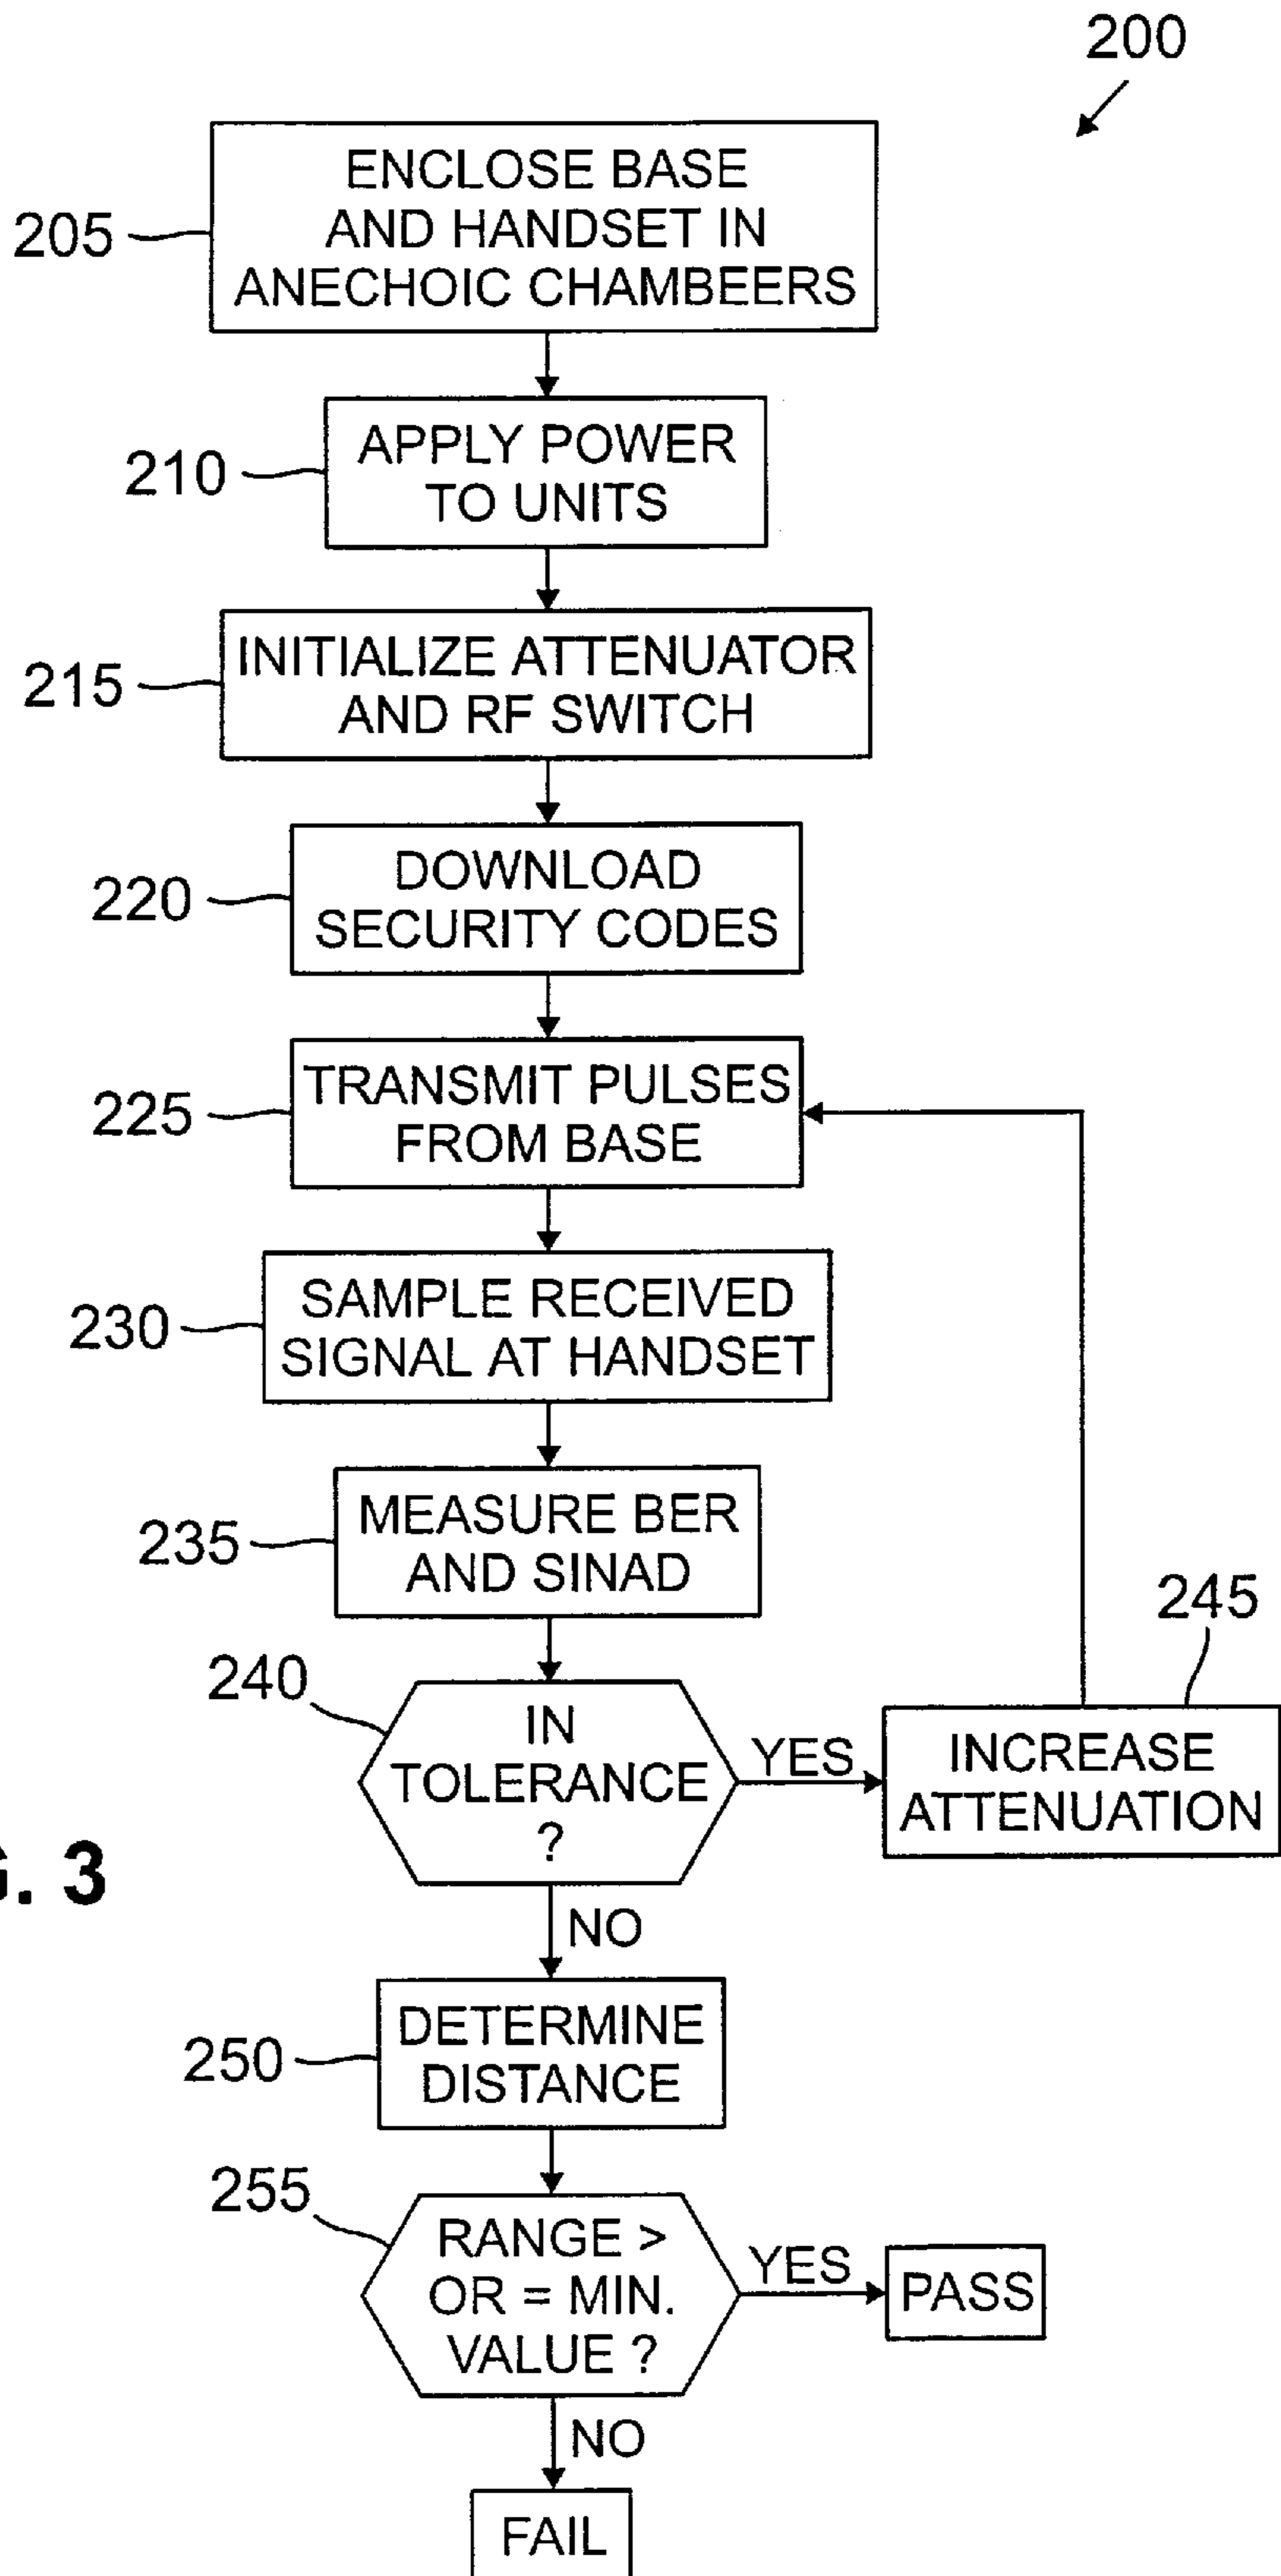 200
205
ENCLOSE BASE
AND HANDSET IN
ANECHOIC CHAMBEERS
210
APPLY POWER
TO UNITS
215
INITIALIZE ATTENUATOR
AND RF SWITCH
220
DOWNLOAD
SECURITY CODES
225
TRANSMIT PULSES
FROM BASE
230
SAMPLE RECEIVED
SIGNAL AT HANDSET
235
MEASURE BER
AND SINAD
240
IN
TOLERANCE
?
YES
245
INCREASE
ATTENUATION
G. 3
NO
250
DETERMINE
DISTANCE
255
RANGE >
OR = MIN.
VALUE ?
YES
PASS
NO
FAIL